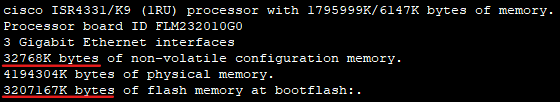 cisco ISR4331/K9 (1RU) processor with 1795999K/6147K bytes of memory.
Processor board ID FLM232010G0
3 Gigabit Ethernet interfaces
32768K bytes of non-volatile configuration memory.
4194304K bytes of physical memory.
3207167K bytes of flash memory at bootflash:.